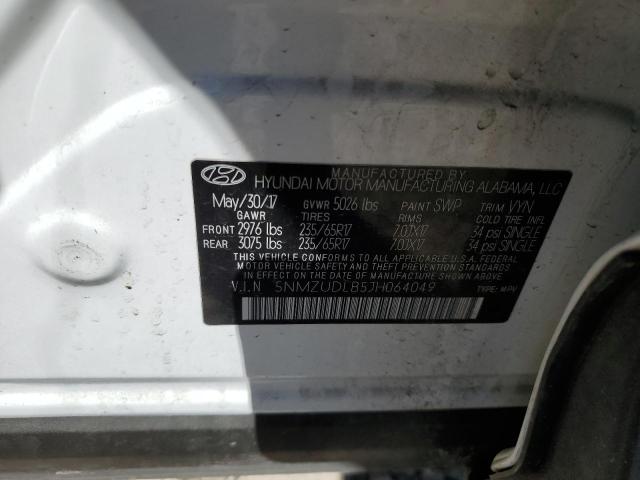 MANUFACTURED BY
HYUNDAI MOTOR MANUFACTURING ALABAMA, LLC
May/30/17 GVWR 5026 lbs PAINT SWP TRIM VYN
GAWR TIRES RIMS COLD TIRE INFL
FRONT 2976 lbs 235/65R17 7.0JX17 34 psi SINGLE
REAR 3075 lbs 235/65R17 7.0JX17 34 psi SINGLE
THIS VEHICLE CONFORMS TO ALL APPLICABLE U.S.A. FEDERAL
MOTOR VEHICLE SAFETY AND THEFT PREVENTION STANDARDS IN
EFFECT ON THE DATE OF MANUFACTURE SHOWN ABOVE.
V.I.N 5NMZUDLB5JH064049
TYPE: MPV